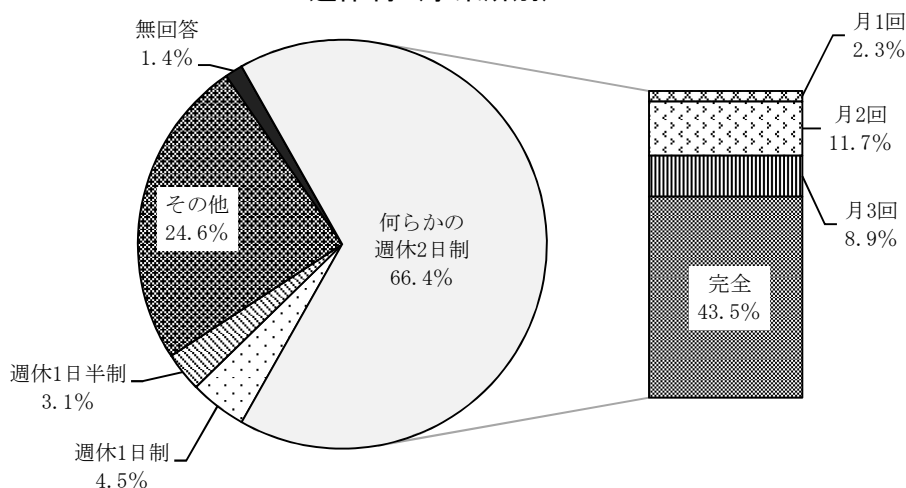 無回答
1.4%
その他
24.6%
週休1日半制
3.1%
週休1日制
4.5%
何らかの
週休2日制
66.4%
月1回
2.3%
月2回
11.7%
月3回
8.9%
完全
43.5%